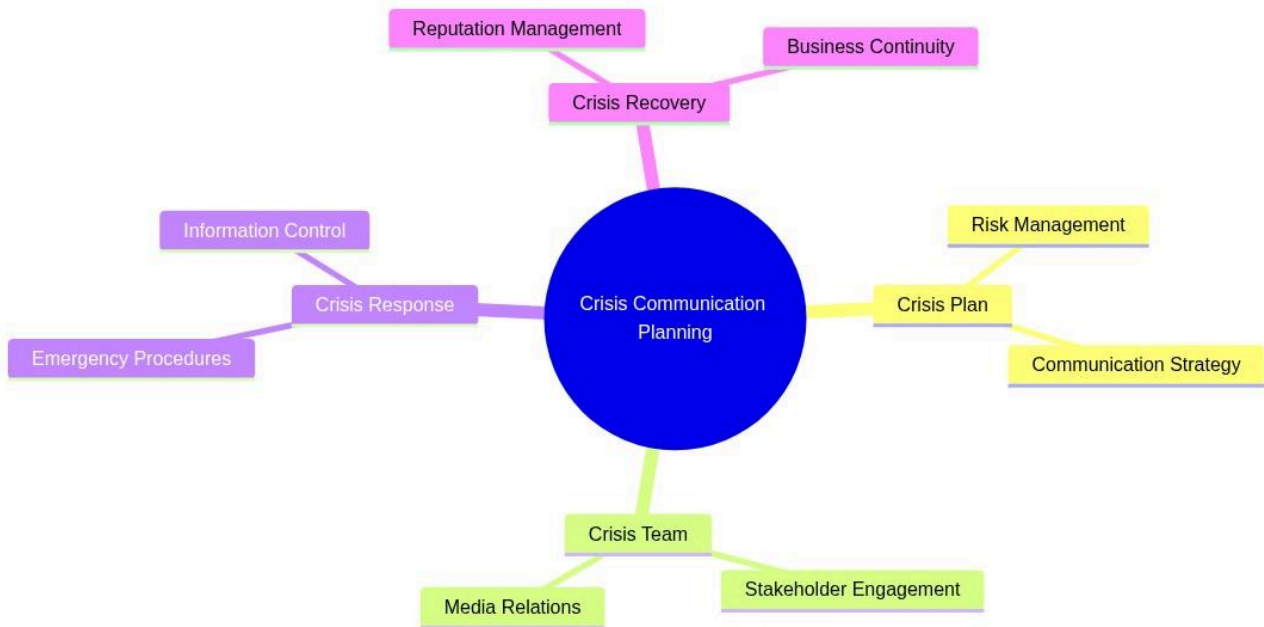 Reputation Management
Business Continuity
Crisis Recovery
Information Control
Risk Management
Crisis Response
Crisis Communication
Planning
Crisis Plan
Emergency Procedures
Communication Strategy
Crisis Team
Stakeholder Engagement
Media Relations